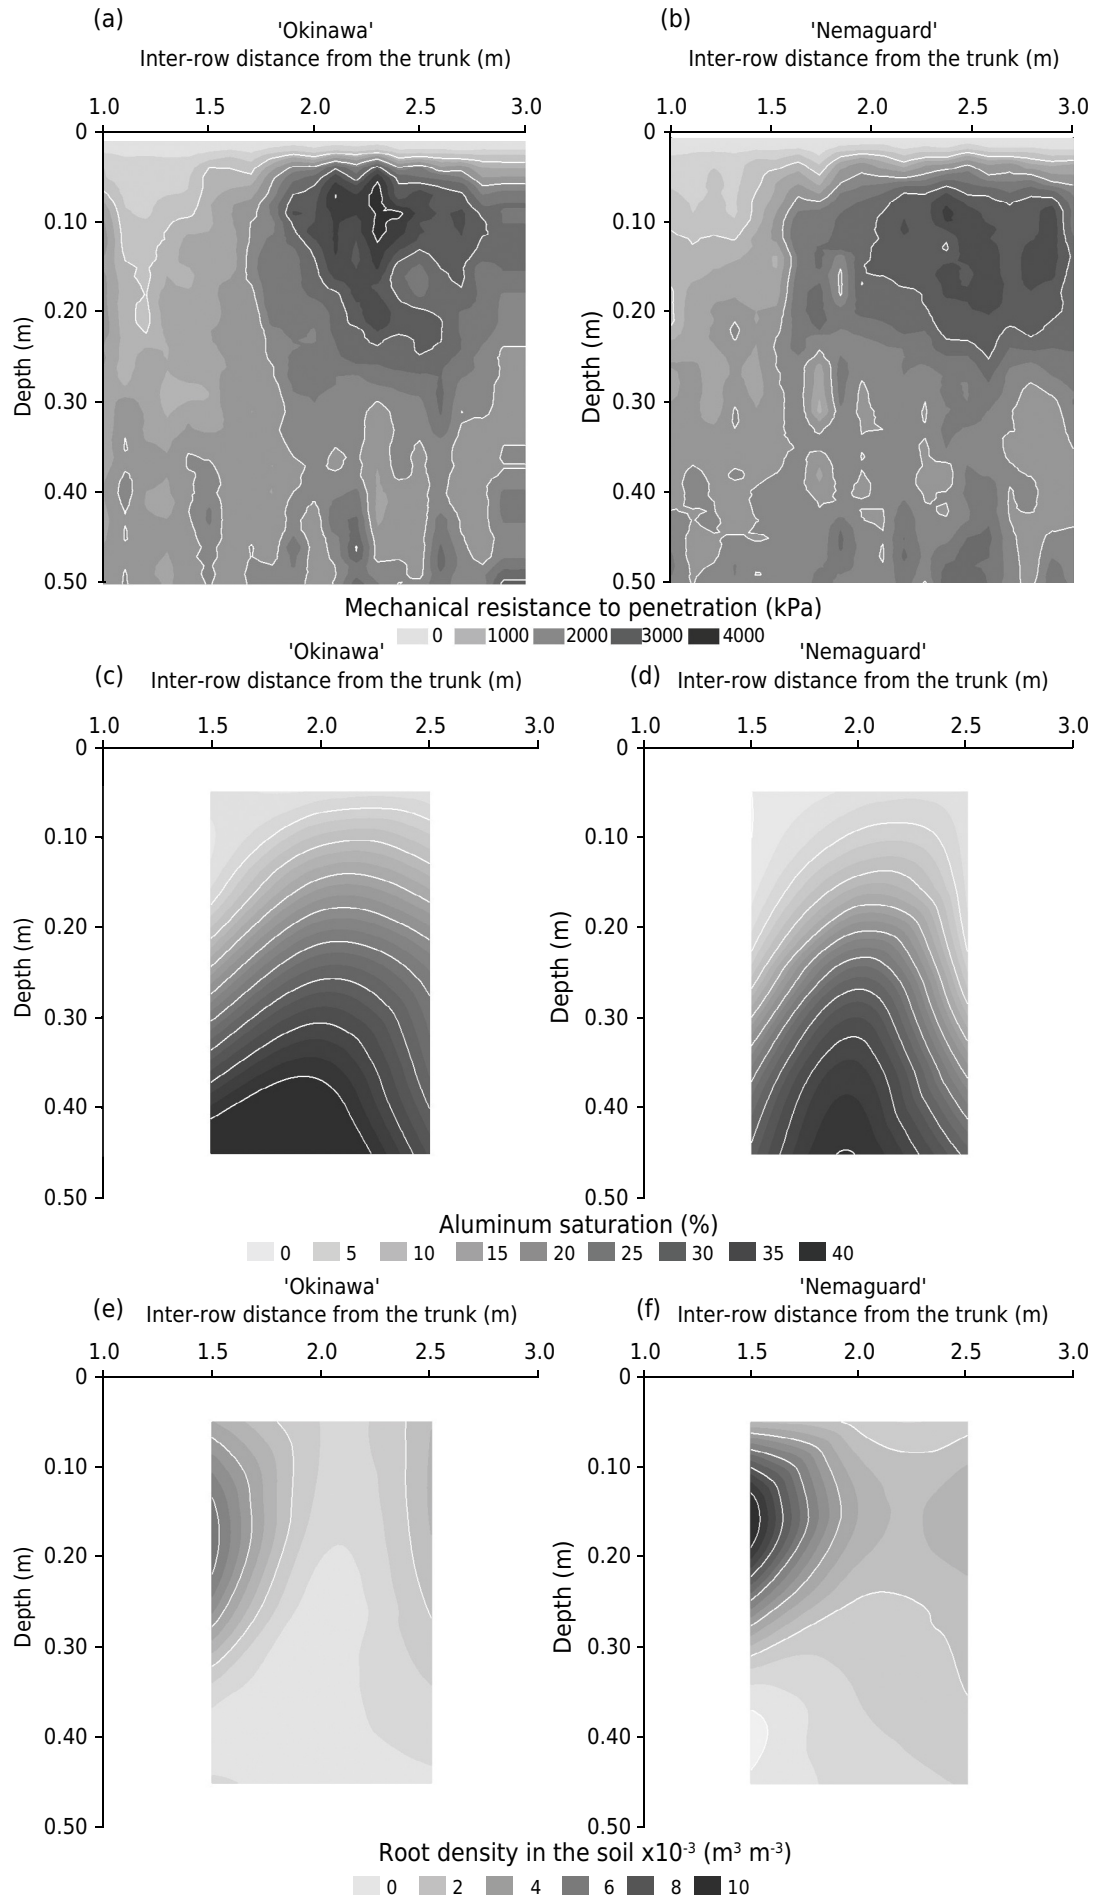 (a)
'Okinawa'
Inter-row distance from the trunk (m)
1.0 1.5 2.0 2.5 3.0
0
0.10
0.20
0.30
0.40
0.50
Depth (m)
(b)
'Nemaguard'
Inter-row distance from the trunk (m)
1.0 1.5 2.0 2.5 3.0
0
0.10
0.20
0.30
0.40
0.50
Depth (m)
Mechanical resistance to penetration (kPa)
0 1000 2000 3000 4000
(c)
'Okinawa'
Inter-row distance from the trunk (m)
1.0 1.5 2.0 2.5 3.0
0
0.10
0.20
0.30
0.40
0.50
Depth (m)
(d)
'Nemaguard'
Inter-row distance from the trunk (m)
1.0 1.5 2.0 2.5 3.0
0
0.10
0.20
0.30
0.40
0.50
Depth (m)
Aluminum saturation (%)
0 5 10 15 20 25 30 35 40
(e)
'Okinawa'
Inter-row distance from the trunk (m)
1.0 1.5 2.0 2.5 3.0
0
0.10
0.20
0.30
0.40
0.50
Depth (m)
(f)
'Nemaguard'
Inter-row distance from the trunk (m)
1.0 1.5 2.0 2.5 3.0
0
0.10
0.20
0.30
0.40
0.50
Depth (m)
Root density in the soil x10⁻³ (m³ m⁻³)
0 2 4 6 8 10